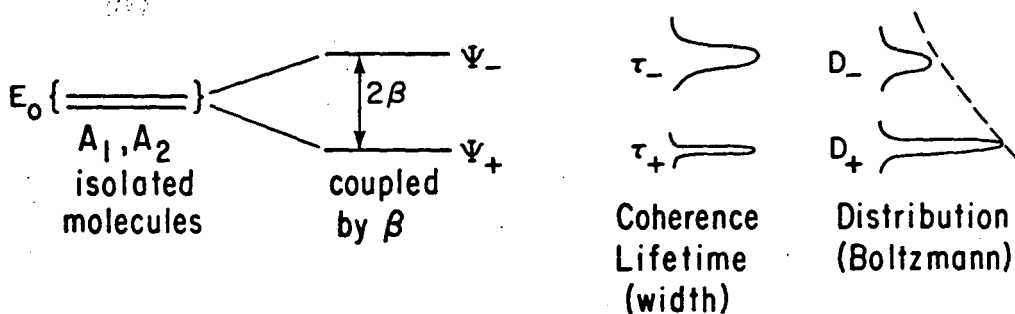 E₀ { }
A₁, A₂
isolated
molecules
Ψ₋
2β
Ψ₊
coupled
by β
τ₋
τ₊
Coherence
Lifetime
(width)
D₋
D₊
Distribution
(Boltzmann)